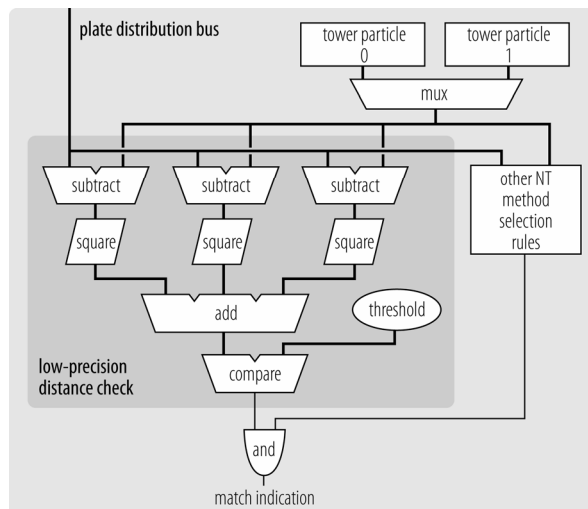 plate distribution bus
tower particle
0
tower particle
1
mux
subtract
subtract
subtract
other NT
method
selection
rules
square
square
square
add
threshold
low-precision
distance check
compare
and
match indication